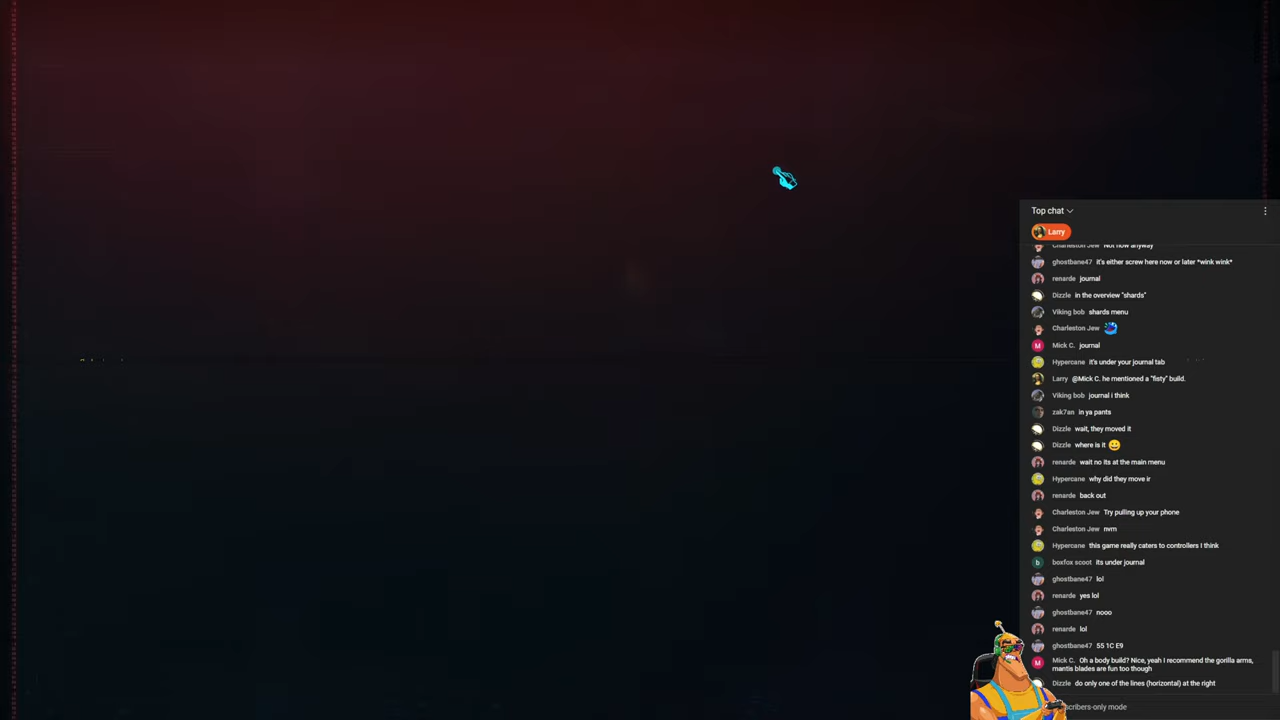 Top chat
Larry
Charleston Jew Not now anyway
ghostbane47 it's either screw here now or later *wink wink*
renarde journal
Dizzle in the overview "shards"
Viking bob shards menu
Charleston Jew
M Mick C. journal
Hypercane it's under your journal tab
Larry @Mick C. he mentioned a "fisty" build.
Viking bob journal i think
zak7an in ya pants
Dizzle wait, they moved it
Dizzle where is it 😀
renarde wait no its at the main menu
Hypercane why did they move ir
renarde back out
Charleston Jew Try pulling up your phone
Charleston Jew nvm
Hypercane this game really caters to controllers I think
b boxfox scoot its under journal
ghostbane47 lol
renarde yes lol
ghostbane47 nooo
renarde lol
ghostbane47 55 1C E9
M Mick C. Oh a body build? Nice, yeah I recommend the gorilla arms,
mantis blades are fun too though
Dizzle do only one of the lines (horizontal) at the right
scribers-only mode